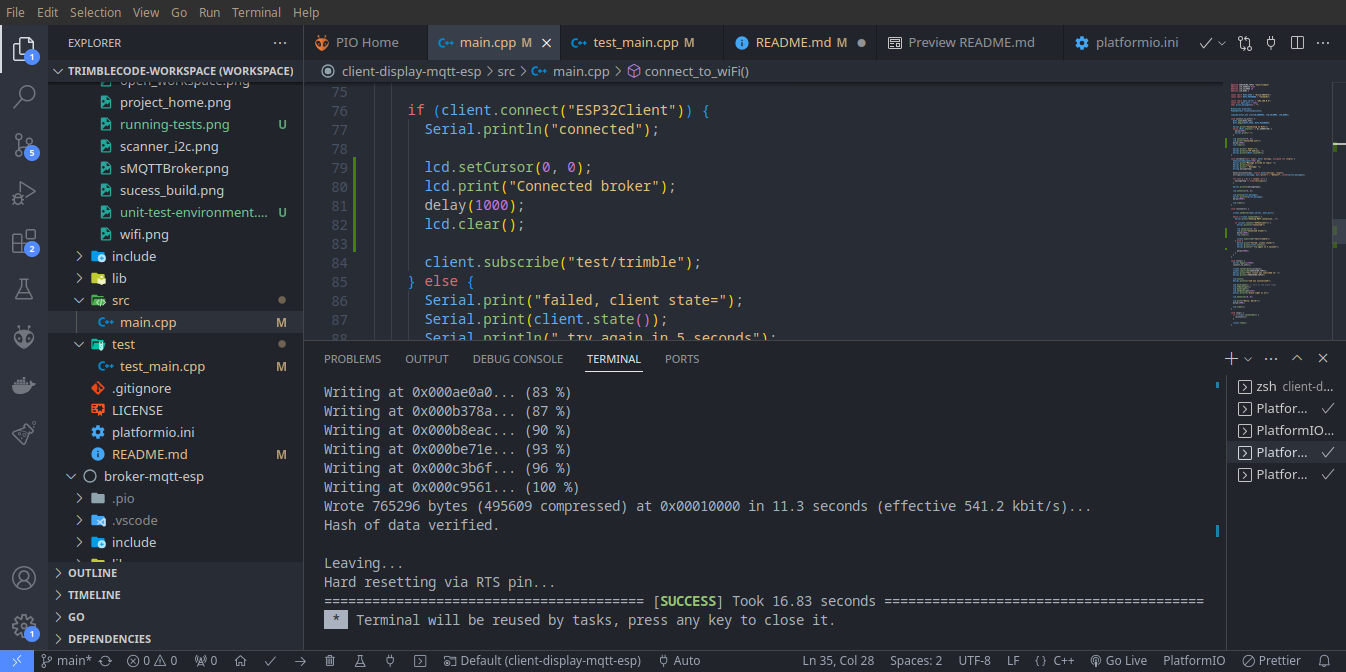 File Edit Selection View Go Run Terminal Help
EXPLORER
TRIMBLECODE-WORKSPACE (WORKSPACE)
open_workspace.png
project_home.png
running-tests.png U
scanner_i2c.png
sMQTTBroker.png
sucess_build.png
unit-test-environment.... U
wifi.png
include
lib
src
main.cpp M
test
test_main.cpp M
.gitignore
LICENSE
platformio.ini
README.md M
broker-mqtt-esp
.pio
.vscode
include
lib
OUTLINE
TIMELINE
GO
DEPENDENCIES
1
5
2
1
PIO Home
main.cpp M
test_main.cpp M
README.md M
Preview README.md
platformio.ini
client-display-mqtt-esp > src > main.cpp > connect_to_wiFi()
75
76 if (client.connect("ESP32Client")) {
77 Serial.println("connected");
78
79 lcd.setCursor(0, 0);
80 lcd.print("Connected broker");
81 delay(1000);
82 lcd.clear();
83
84 client.subscribe("test/trimble");
85 } else {
86 Serial.print("failed, client state=");
87 Serial.print(client.state());
88 Serial.println(" try again in 5 seconds");
PROBLEMS OUTPUT DEBUG CONSOLE TERMINAL PORTS
Writing at 0x000ae0a0... (83 %)
Writing at 0x000b378a... (87 %)
Writing at 0x000b8eac... (90 %)
Writing at 0x000be71e... (93 %)
Writing at 0x000c3b6f... (96 %)
Writing at 0x000c9561... (100 %)
Wrote 765296 bytes (495609 compressed) at 0x00010000 in 11.3 seconds (effective 541.2 kbit/s)...
Hash of data verified.
Leaving...
Hard resetting via RTS pin...
======================================== [SUCCESS] Took 16.83 seconds ========================================
* Terminal will be reused by tasks, press any key to close it.
zsh client-d...
Platfor...
PlatformIO...
Platfor...
Platfor...
main* 0 0 0 Default (client-display-mqtt-esp) Auto Ln 35, Col 28 Spaces: 2 UTF-8 LF {} C++ Go Live PlatformIO Prettier